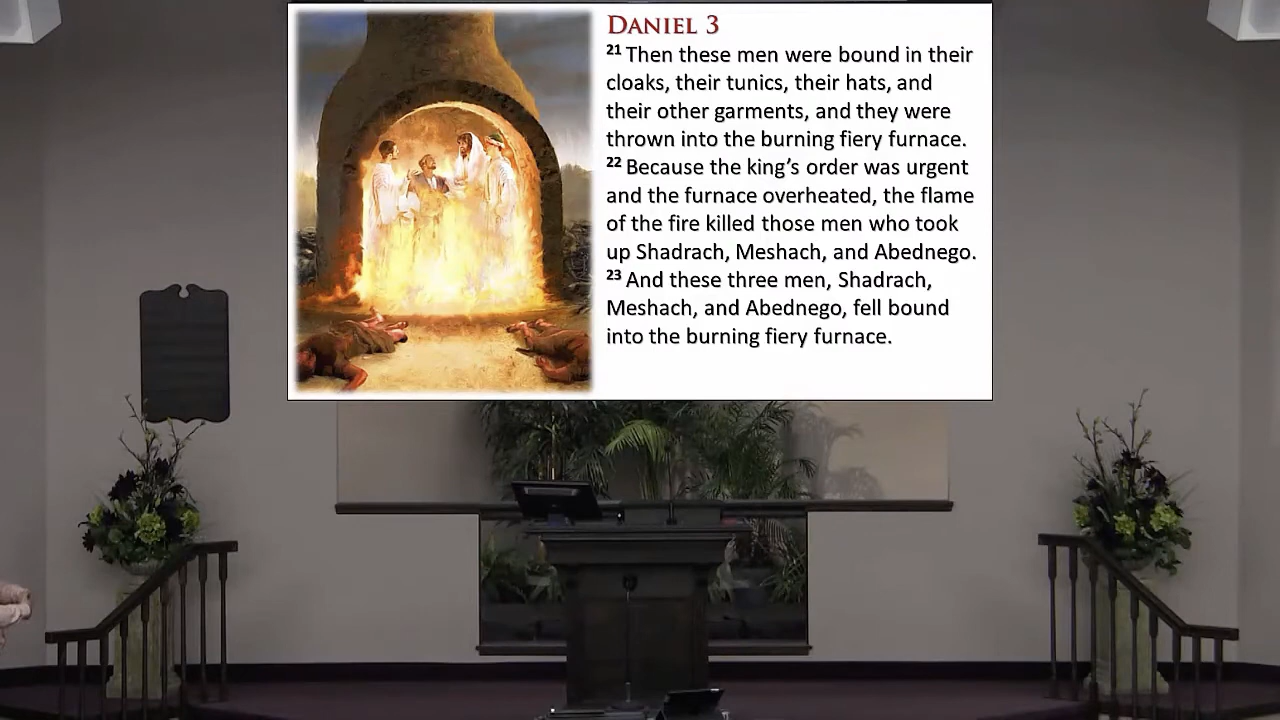 DANIEL 3
21 Then these men were bound in their
cloaks, their tunics, their hats, and
their other garments, and they were
thrown into the burning fiery furnace.
22 Because the king's order was urgent
and the furnace overheated, the flame
of the fire killed those men who took
up Shadrach, Meshach, and Abednego.
23 And these three men, Shadrach,
Meshach, and Abednego, fell bound
into the burning fiery furnace.